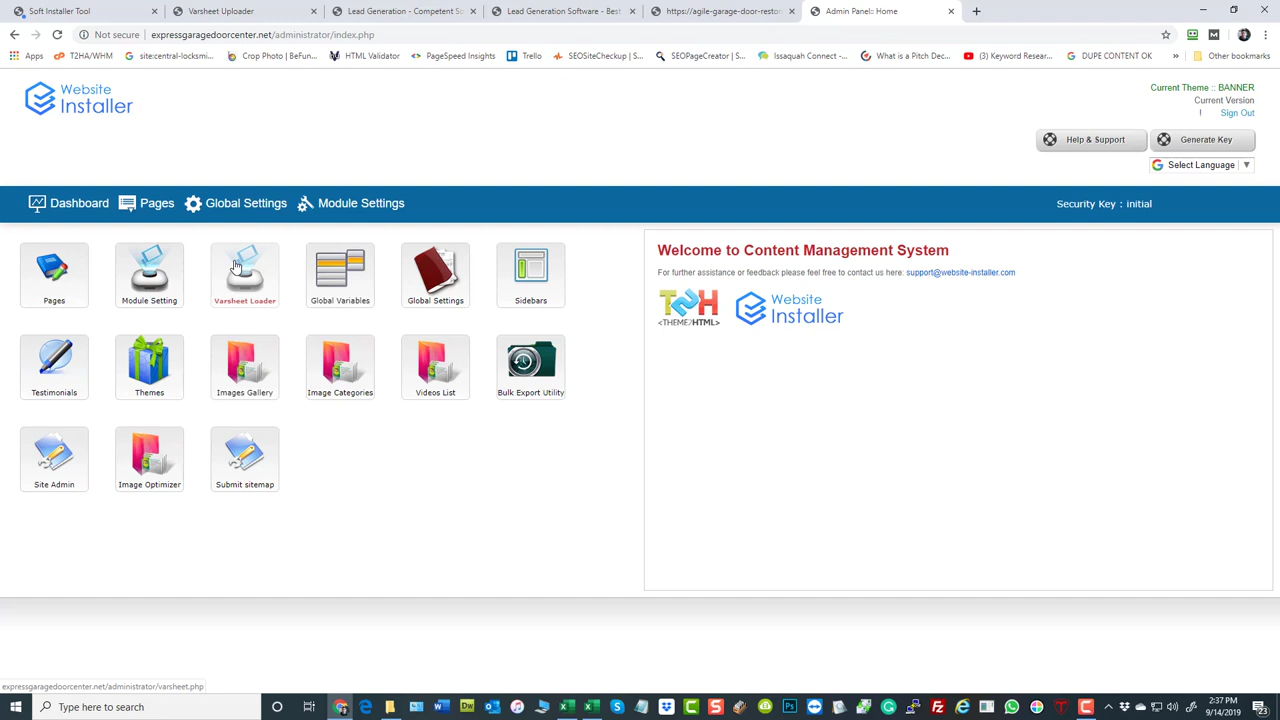 Soft Installer Tool
Varsheet Uploader
Lead Generation - Competent So
Lead Generation Software - Best
https://agile-garage-door-restor
Admin Panel:: Home
Not secure expressgaragedoorcenter.net/administrator/index.php
Apps T2HA/WHM site:central-locksmi... Crop Photo | BeFun... HTML Validator PageSpeed Insights Trello SEOSiteCheckup | S... SEOPageCreator | S... Issaquah Connect -... What is a Pitch Dec... (3) Keyword Resear... DUPE CONTENT OK » Other bookmarks
Website
Installer
Current Theme :: BANNER
Current Version
! Sign Out
Help & Support Generate Key
Select Language ▼
Dashboard Pages Global Settings Module Settings Security Key : initial
Pages Module Setting Varsheet Loader Global Variables Global Settings Sidebars
Testimonials Themes Images Gallery Image Categories Videos List Bulk Export Utility
Site Admin Image Optimizer Submit sitemap
Welcome to Content Management System
For further assistance or feedback please feel free to contact us here: support@website-installer.com
T2H
<THEME2HTML>
Website
Installer
expressgaragedoorcenter.net/administrator/varsheet.php
Type here to search
2:37 PM
9/14/2019
23